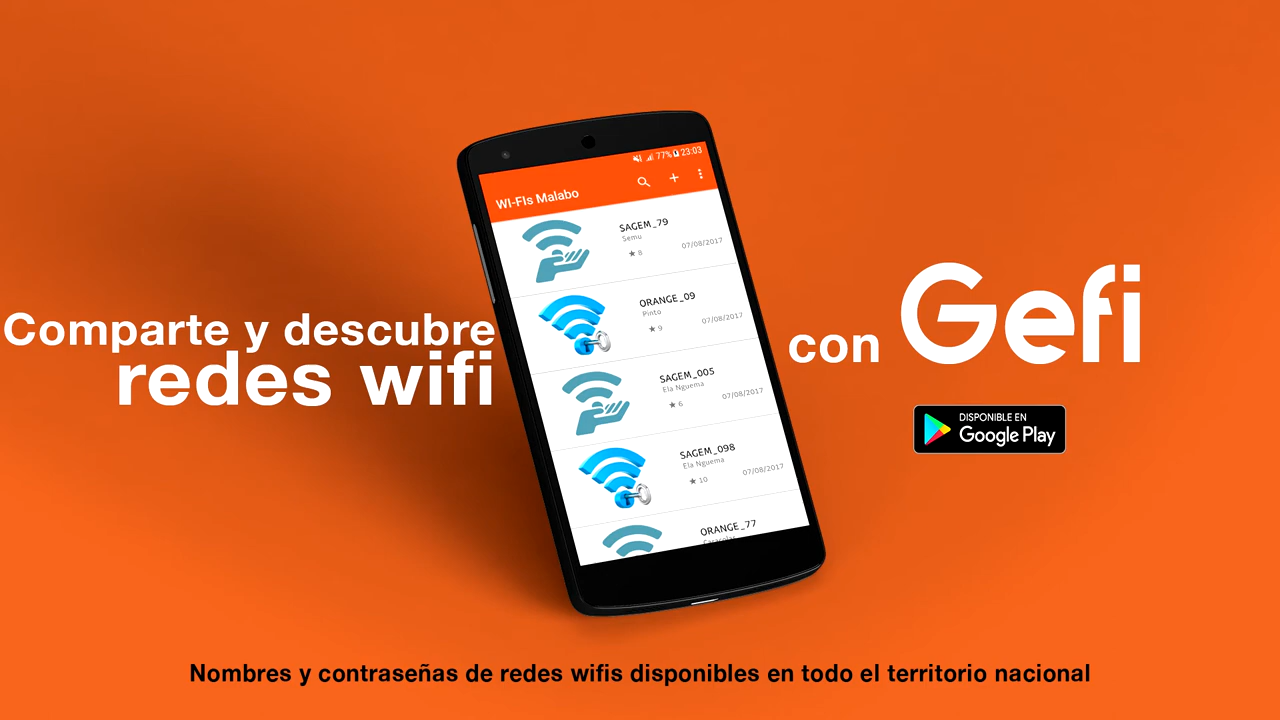 Comparte y descubre
redes wifi
77% 23:03
WI-FIs Malabo
SAGEM_79
Semu
★ 8
07/08/2017
ORANGE_09
Pinto
★ 9
07/08/2017
SAGEM_005
Ela Nguema
★ 6
07/08/2017
SAGEM_098
Ela Nguema
★ 10
07/08/2017
ORANGE_77
con Gefi
DISPONIBLE EN
Google Play
Nombres y contraseñas de redes wifis disponibles en todo el territorio nacional